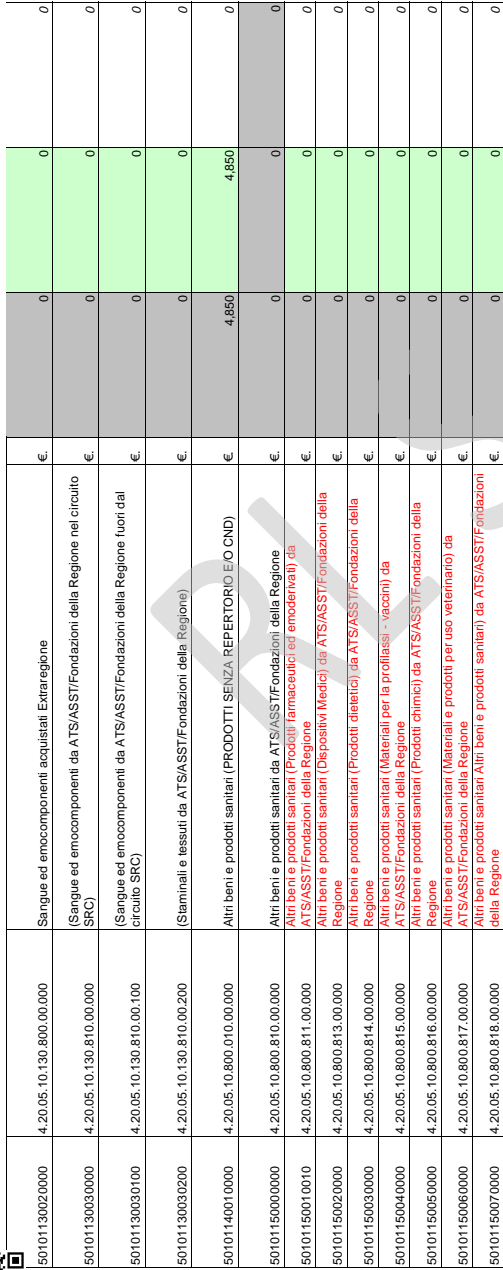 50101130020000 4.20.05.10.130.800.00.000 Sangue ed emocomponenti acquistati Extraregione €. 0 0 0
50101130030000 4.20.05.10.130.810.00.000 (Sangue ed emocomponenti da ATS/ASST/Fondazioni della Regione nel circuito
SRC) €. 0 0 0
50101130030100 4.20.05.10.130.810.00.100 (Sangue ed emocomponenti da ATS/ASST/Fondazioni della Regione fuori dal
circuito SRC) €. 0 0 0
50101130030200 4.20.05.10.130.810.00.200 (Staminali e tessuti da ATS/ASST/Fondazioni della Regione) €. 0 0 0
50101140010000 4.20.05.10.800.010.00.000 Altri beni e prodotti sanitari (PRODOTTI SENZA REPERTORIO E/O CND) €. 4,850 4,850 0
50101150000000 4.20.05.10.800.810.00.000 Altri beni e prodotti sanitari da ATS/ASST/Fondazioni della Regione €. 0 0 0
50101150010010 4.20.05.10.800.811.00.000 Altri beni e prodotti sanitari (Prodotti farmaceutici ed emoderivati) da
ATS/ASST/Fondazioni della Regione €. 0 0 0
50101150020000 4.20.05.10.800.813.00.000 Altri beni e prodotti sanitari (Dispositivi Medici) da ATS/ASST/Fondazioni della
Regione €. 0 0 0
50101150030000 4.20.05.10.800.814.00.000 Altri beni e prodotti sanitari (Prodotti dietetici) da ATS/ASST/Fondazioni della
Regione €. 0 0 0
50101150040000 4.20.05.10.800.815.00.000 Altri beni e prodotti sanitari (Materiali per la profilassi - vaccini) da
ATS/ASST/Fondazioni della Regione €. 0 0 0
50101150050000 4.20.05.10.800.816.00.000 Altri beni e prodotti sanitari (Prodotti chimici) da ATS/ASST/Fondazioni della
Regione €. 0 0 0
50101150060000 4.20.05.10.800.817.00.000 Altri beni e prodotti sanitari (Materiali e prodotti per uso veterinario) da
ATS/ASST/Fondazioni della Regione €. 0 0 0
50101150070000 4.20.05.10.800.818.00.000 Altri beni e prodotti sanitari Altri beni e prodotti sanitari) da ATS/ASST/Fondazioni
della Regione €. 0 0 0
RL